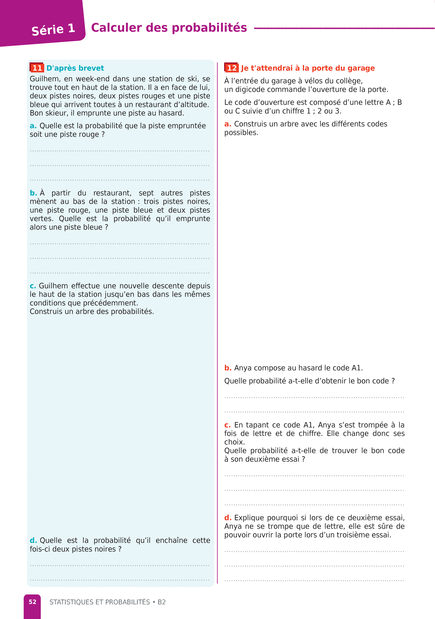 Série 1
Calculer des probabilités
11 D'après brevet
Guilhem, en week-end dans une station de ski, se
trouve tout en haut de la station. Il a en face de lui,
deux pistes noires, deux pistes rouges et une piste
bleue qui arrivent toutes à un restaurant d'altitude.
Bon skieur, il emprunte une piste au hasard.
a. Quelle est la probabilité que la piste empruntée
soit une piste rouge ?
b. À partir du restaurant, sept autres pistes
mènent au bas de la station : trois pistes noires,
une piste rouge, une piste bleue et deux pistes
vertes. Quelle est la probabilité qu'il emprunte
alors une piste bleue ?
c. Guilhem effectue une nouvelle descente depuis
le haut de la station jusqu'en bas dans les mêmes
conditions que précédemment.
Construis un arbre des probabilités.
d. Quelle est la probabilité qu'il enchaîne cette
fois-ci deux pistes noires ?
12 Je t'attendrai à la porte du garage
À l'entrée du garage à vélos du collège,
un digicode commande l'ouverture de la porte.
Le code d'ouverture est composé d'une lettre A ; B
ou C suivie d'un chiffre 1 ; 2 ou 3.
a. Construis un arbre avec les différents codes
possibles.
b. Anya compose au hasard le code A1.
Quelle probabilité a-t-elle d'obtenir le bon code ?
c. En tapant ce code A1, Anya s'est trompée à la
fois de lettre et de chiffre. Elle change donc ses
choix.
Quelle probabilité a-t-elle de trouver le bon code
à son deuxième essai ?
d. Explique pourquoi si lors de ce deuxième essai,
Anya ne se trompe que de lettre, elle est sûre de
pouvoir ouvrir la porte lors d'un troisième essai.
52 STATISTIQUES ET PROBABILITÉS • B2